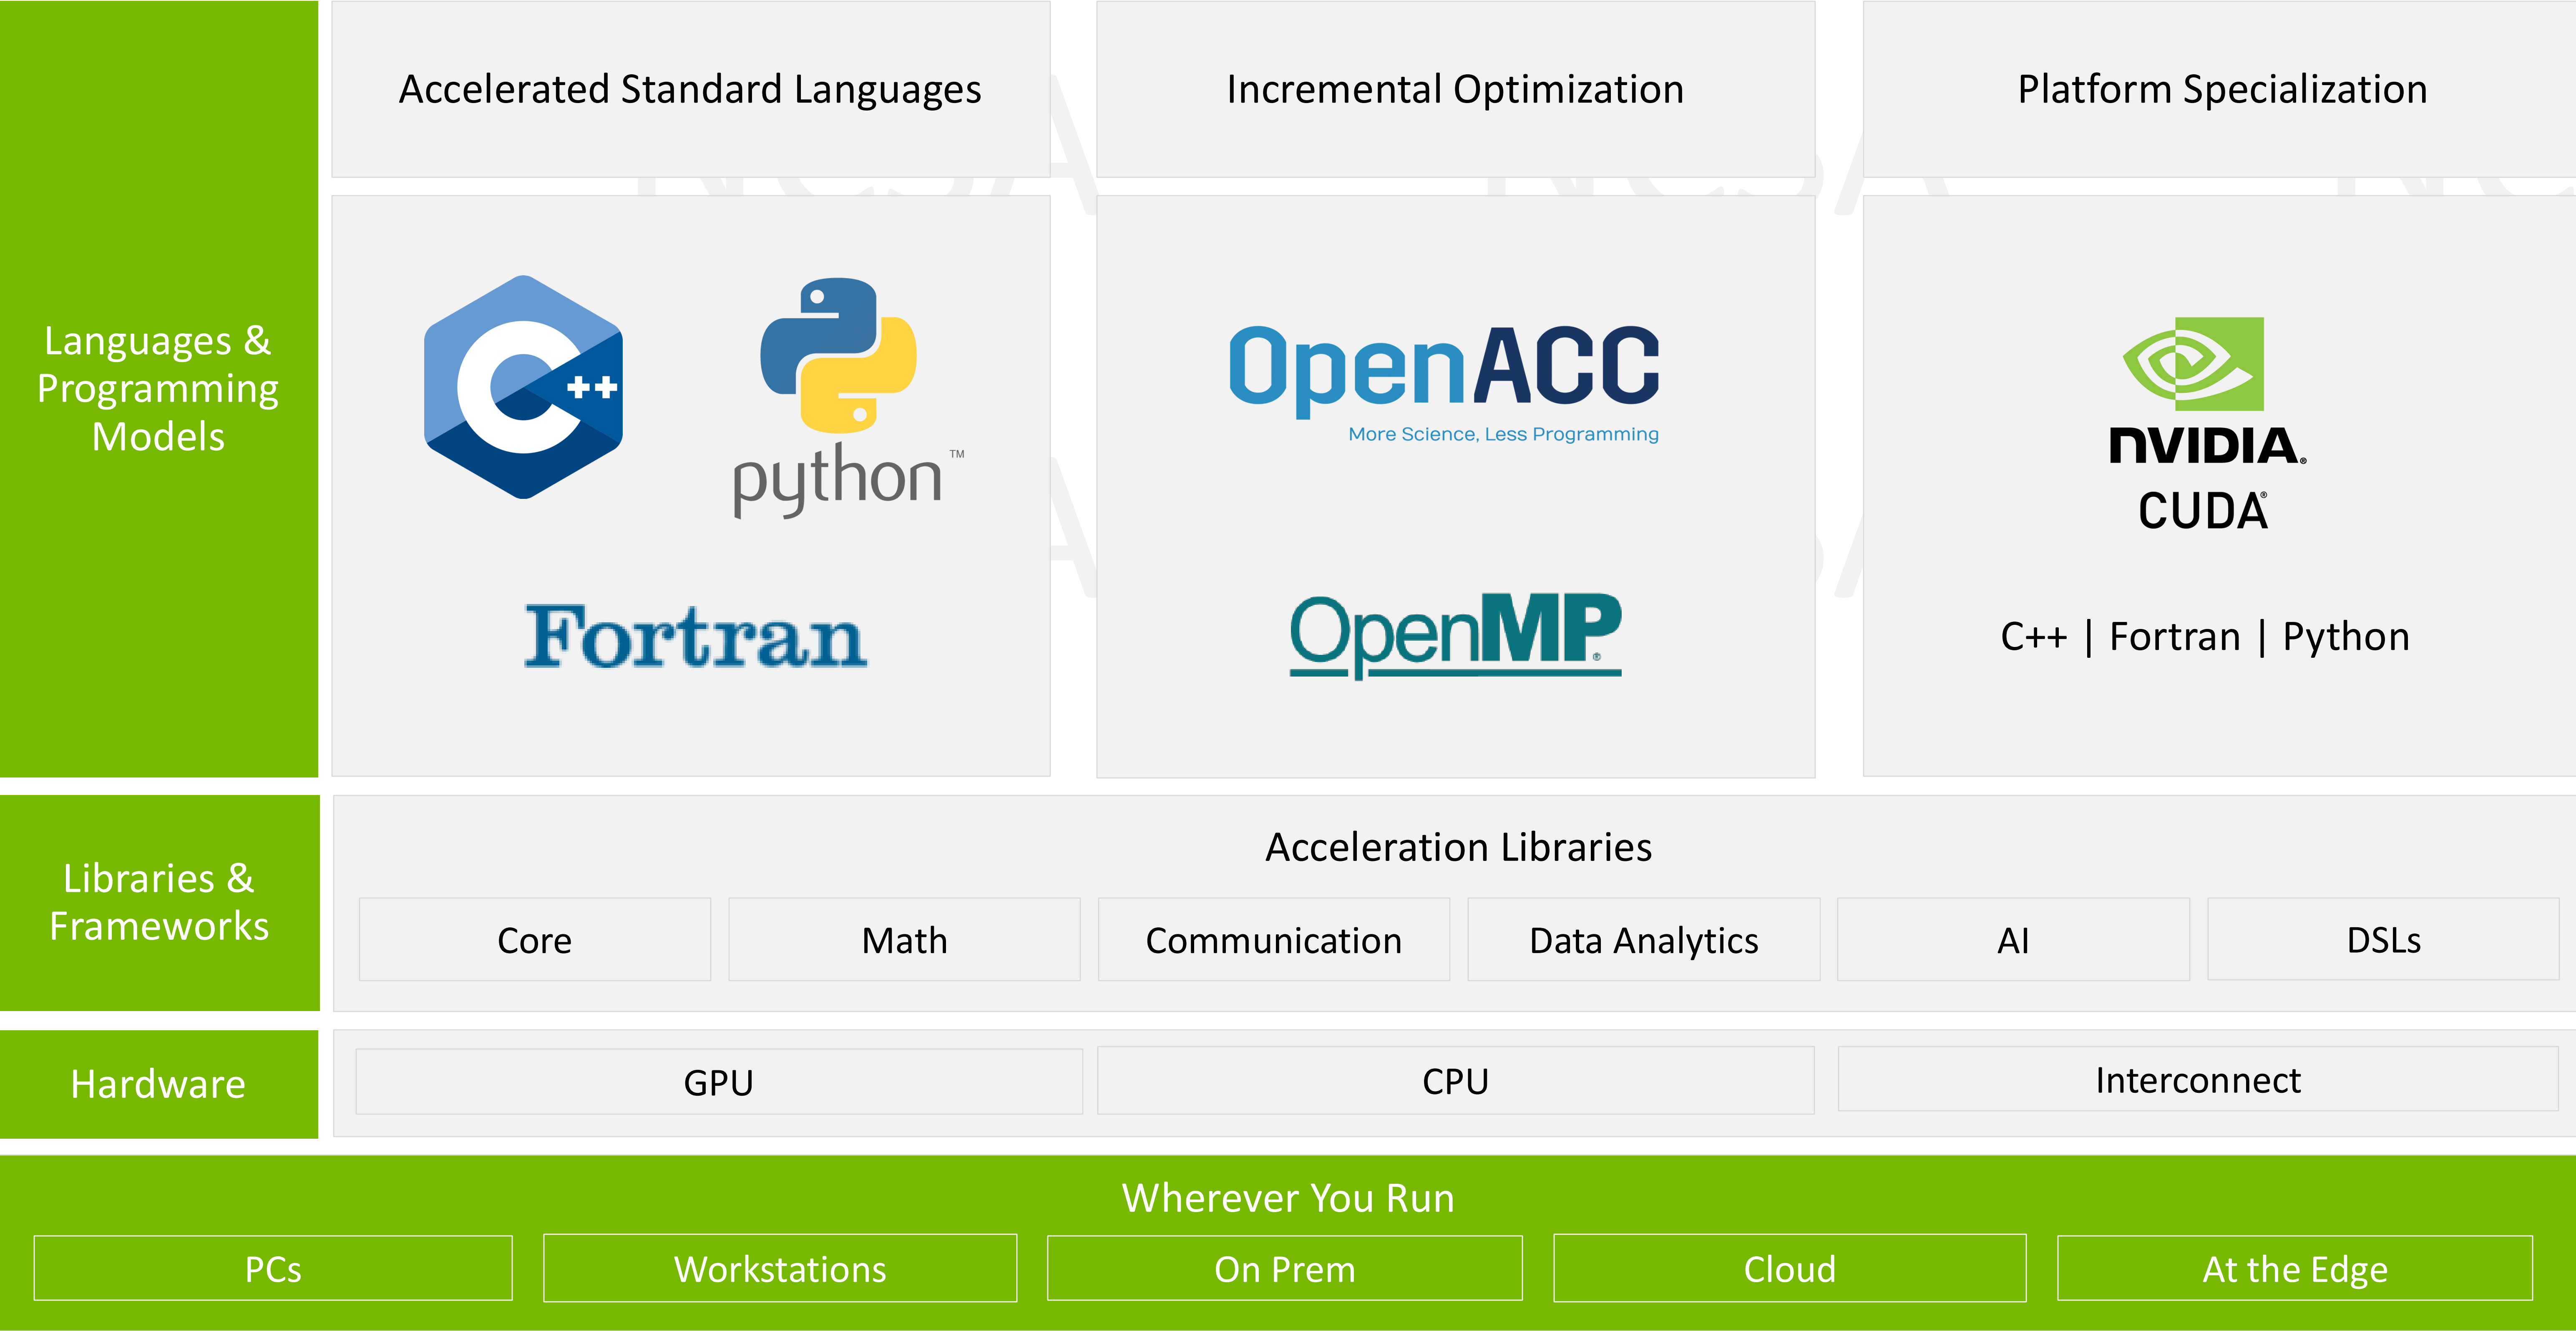 Accelerated Standard Languages
Incremental Optimization
Platform Specialization
Languages &
Programming
Models
C++
python™
Fortran
OpenACC
More Science, Less Programming
OpenMP®
NVIDIA®
CUDA®
C++ | Fortran | Python
Libraries &
Frameworks
Acceleration Libraries
Core
Math
Communication
Data Analytics
AI
DSLs
Hardware
GPU
CPU
Interconnect
Wherever You Run
PCs
Workstations
On Prem
Cloud
At the Edge